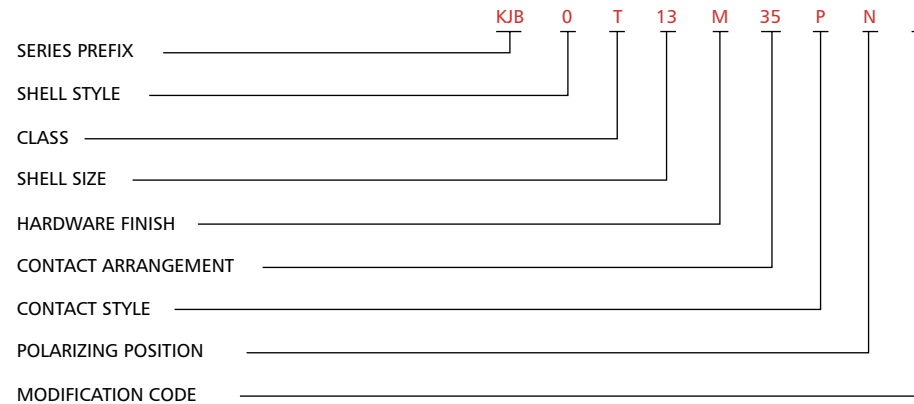 KJB 0 T 13 M 35 P N
SERIES PREFIX
SHELL STYLE
CLASS
SHELL SIZE
HARDWARE FINISH
CONTACT ARRANGEMENT
CONTACT STYLE
POLARIZING POSITION
MODIFICATION CODE